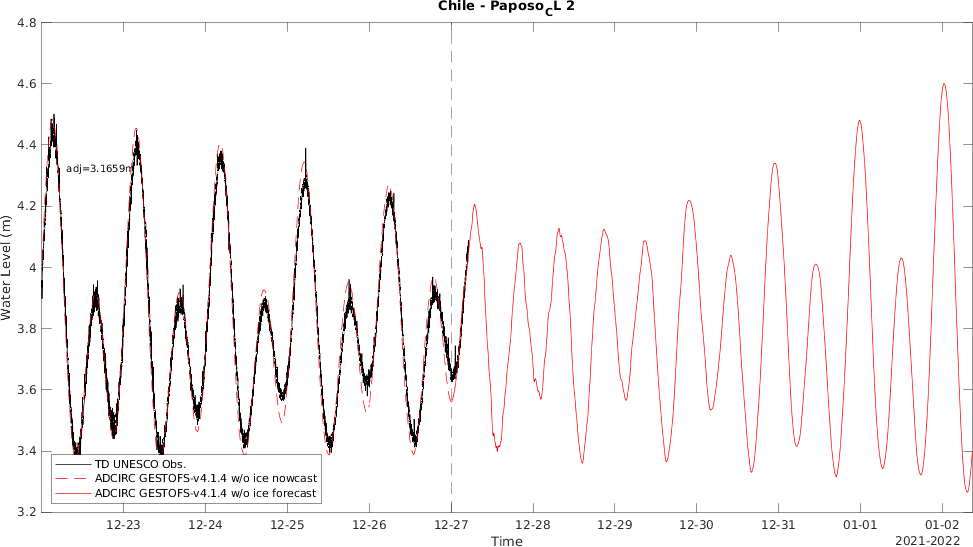 Chile - Paposo_CL 2
4.8
4.6
4.4
4.2
4
3.8
3.6
3.4
3.2
Water Level (m)
adj=3.1659m
TD UNESCO Obs.
ADCIRC GESTOFS-v4.1.4 w/o ice nowcast
ADCIRC GESTOFS-v4.1.4 w/o ice forecast
12-23 12-24 12-25 12-26 12-27 12-28 12-29 12-30 12-31 01-01 01-02
Time
2021-2022